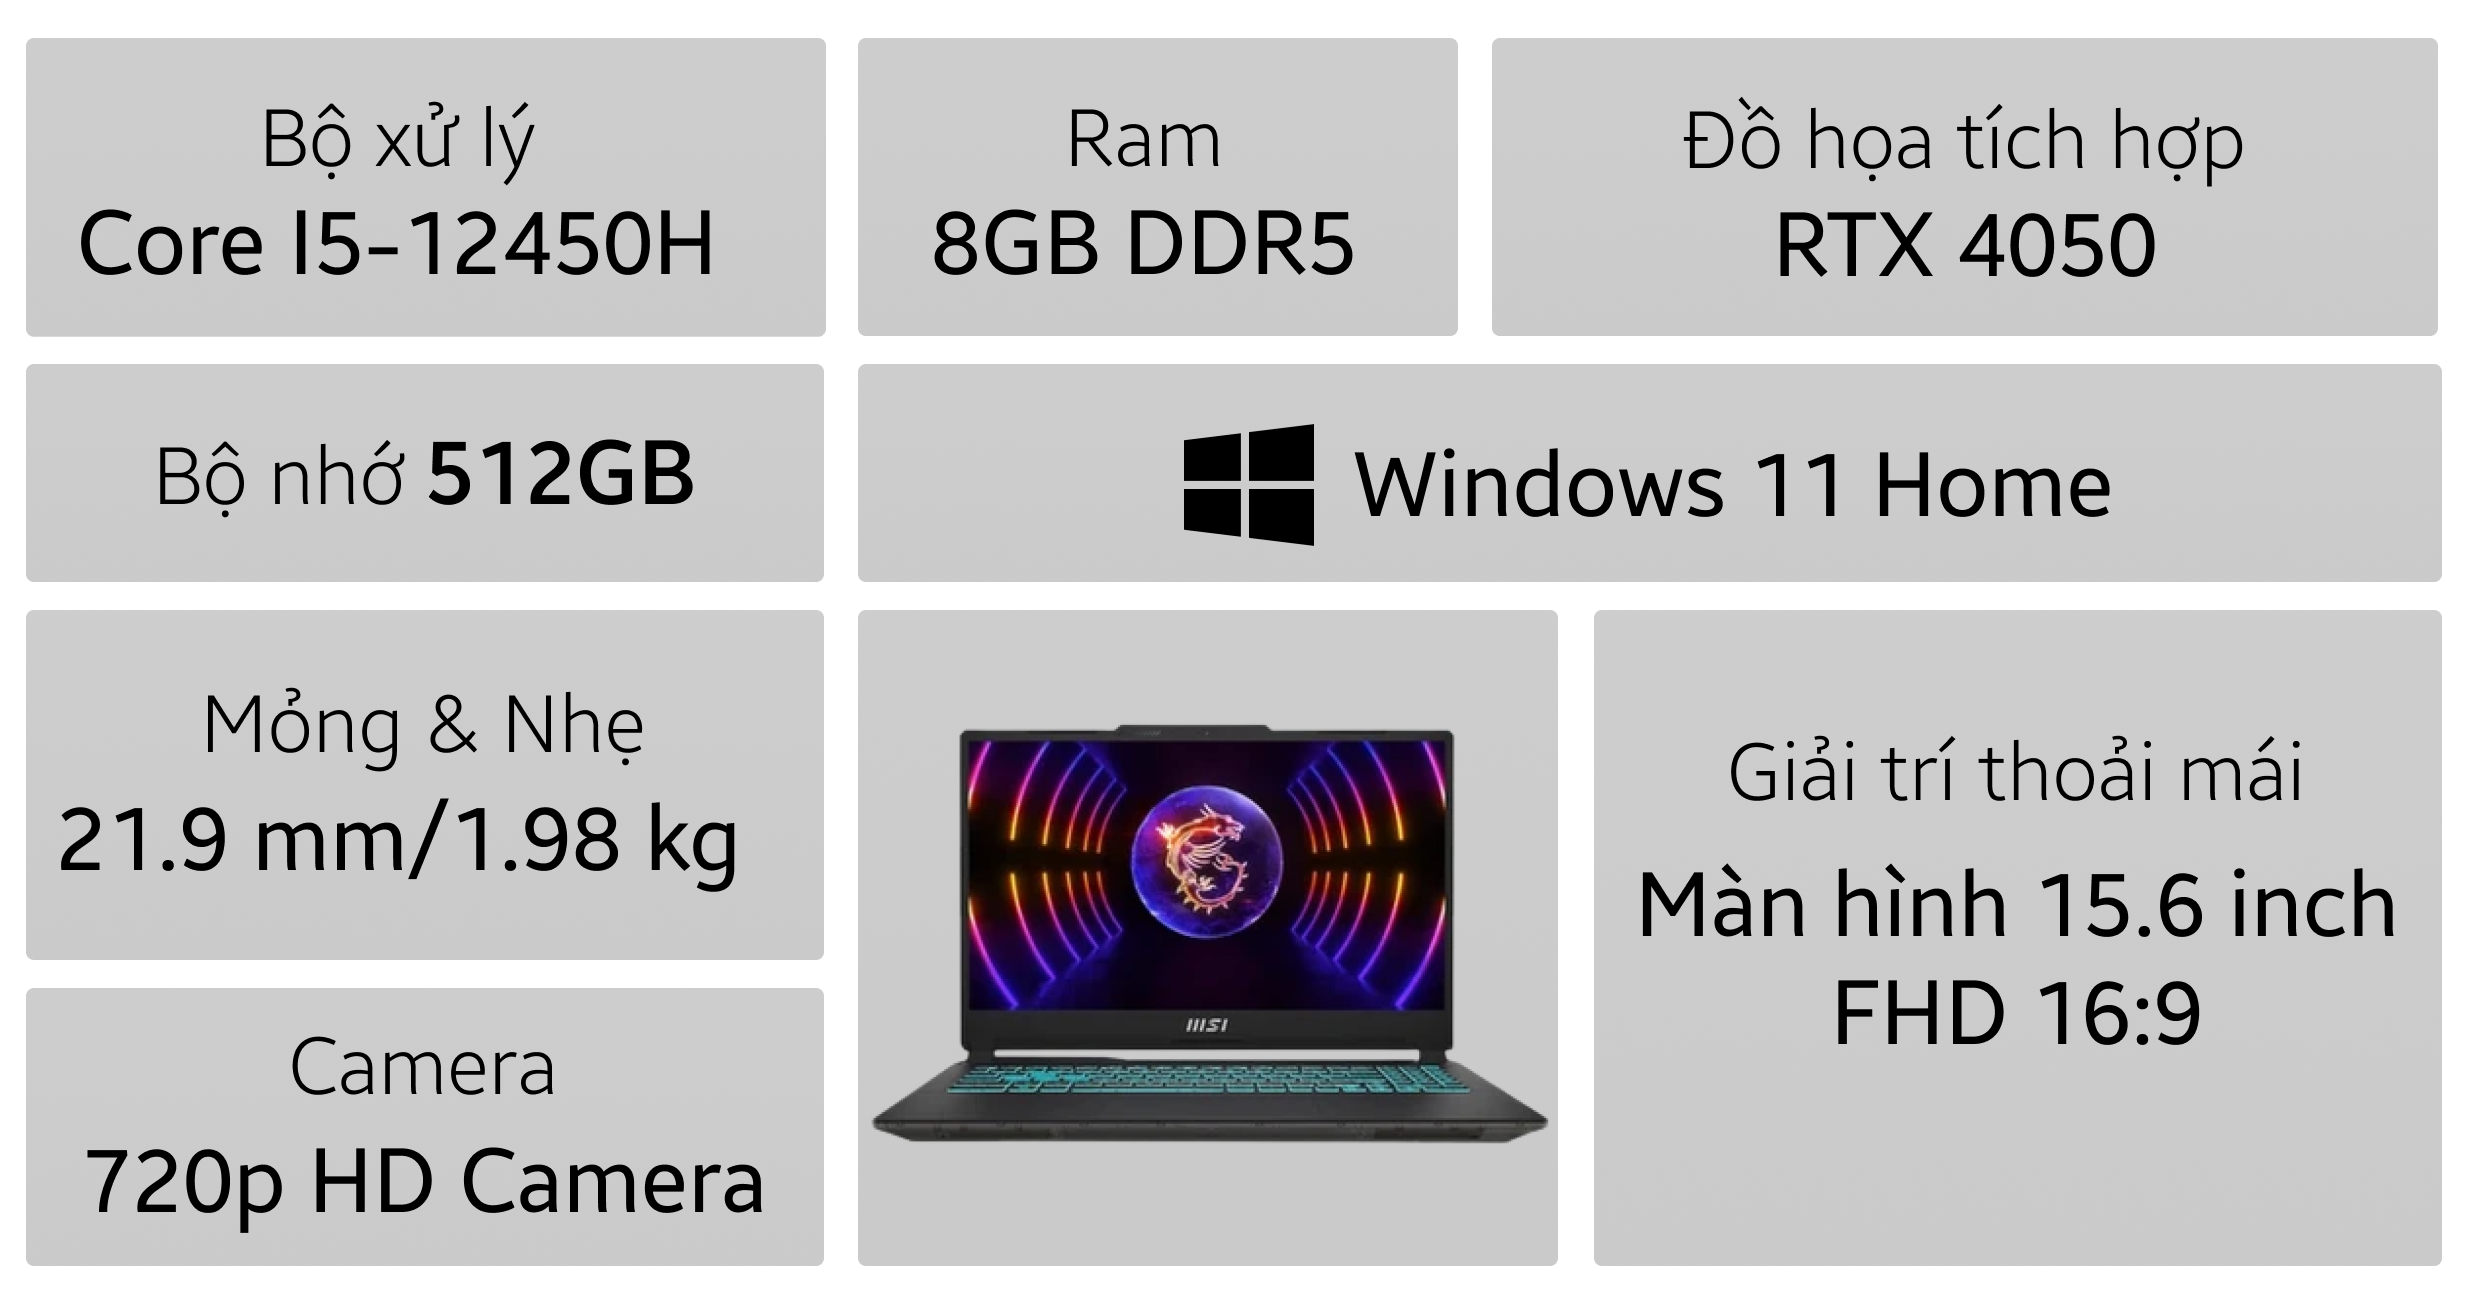 Bộ xử lý
Core I5-12450H
Ram
8GB DDR5
Đồ họa tích hợp
RTX 4050
Bộ nhớ 512GB
Windows 11 Home
Mỏng & Nhẹ
21.9 mm/1.98 kg
Camera
720p HD Camera
msi
Giải trí thoải mái
Màn hình 15.6 inch
FHD 16:9